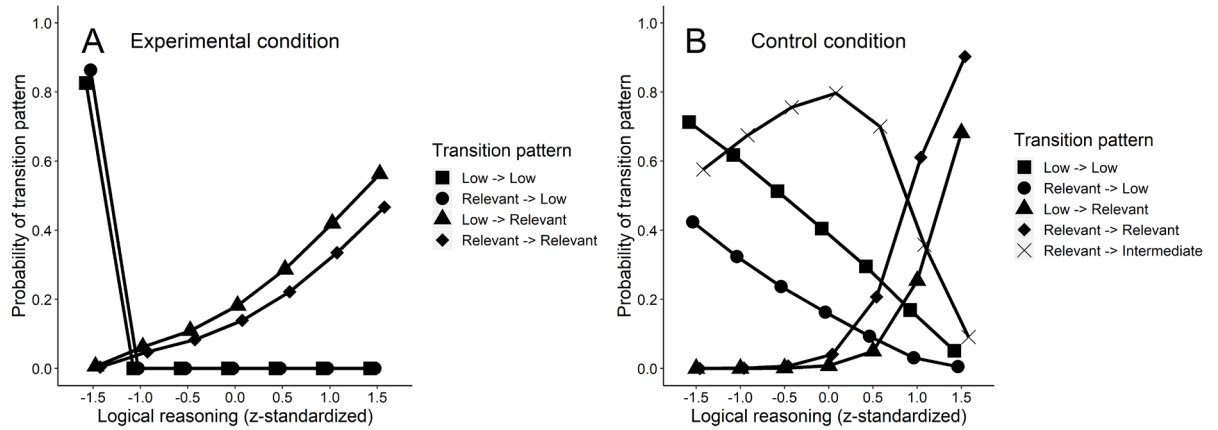 A Experimental condition
Probability of transition pattern
1.0
0.8
0.6
0.4
0.2
0.0
-1.5 -1.0 -0.5 0.0 0.5 1.0 1.5
Logical reasoning (z-standardized)
Transition pattern
Low -> Low
Relevant -> Low
Low -> Relevant
Relevant -> Relevant
B Control condition
Probability of transition pattern
1.0
0.8
0.6
0.4
0.2
0.0
-1.5 -1.0 -0.5 0.0 0.5 1.0 1.5
Logical reasoning (z-standardized)
Transition pattern
Low -> Low
Relevant -> Low
Low -> Relevant
Relevant -> Relevant
Relevant -> Intermediate